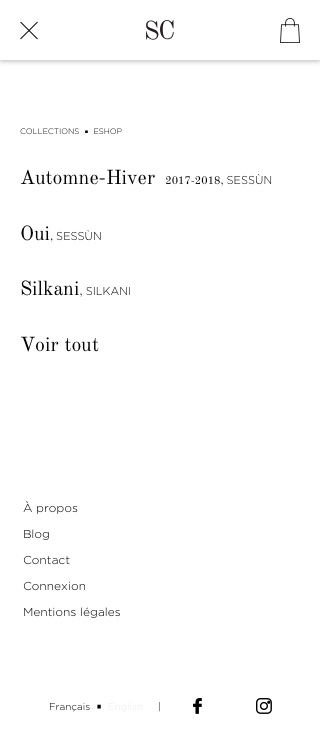 SC
COLLECTIONS ▪ ESHOP
Automne-Hiver 2017-2018, SESSÙN
Oui, SESSÙN
Silkani, SILKANI
Voir tout
À propos
Blog
Contact
Connexion
Mentions légales
Français ▪ English |